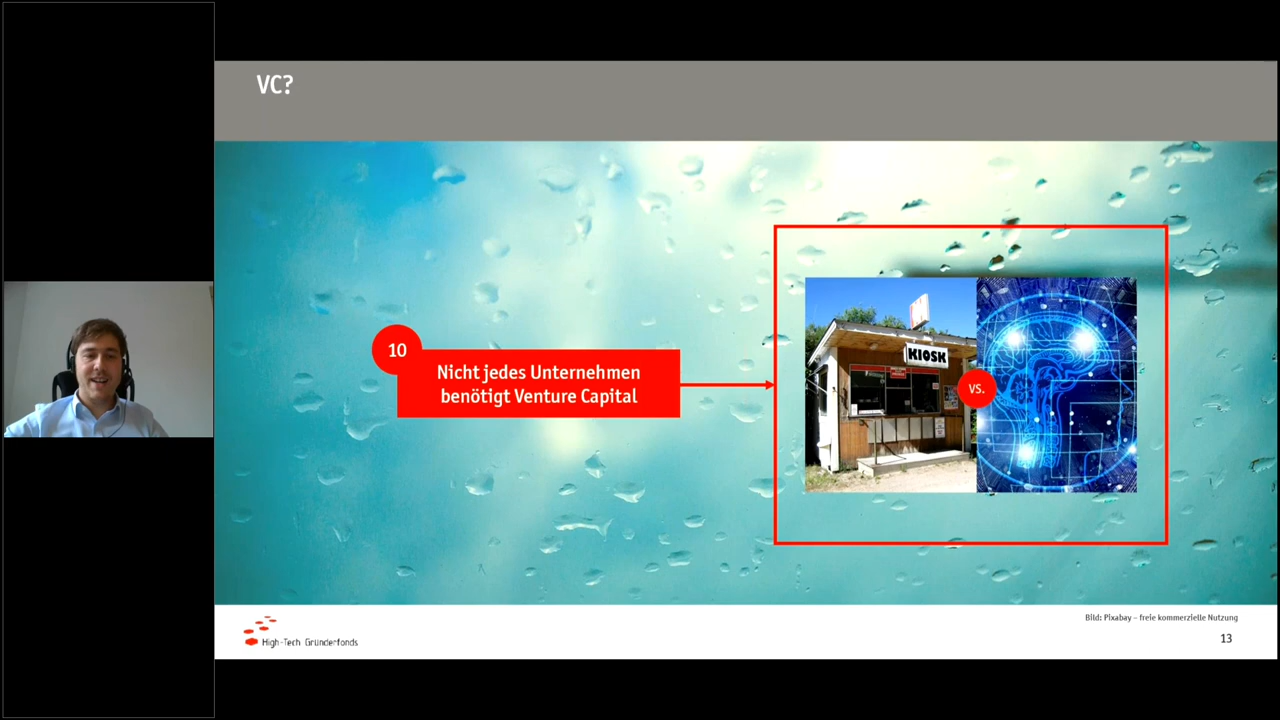 VC?
10
Nicht jedes Unternehmen
benötigt Venture Capital
KIOSK
VS.
Bild: Pixabay – freie kommerzielle Nutzung
High-Tech Gründerfonds
13